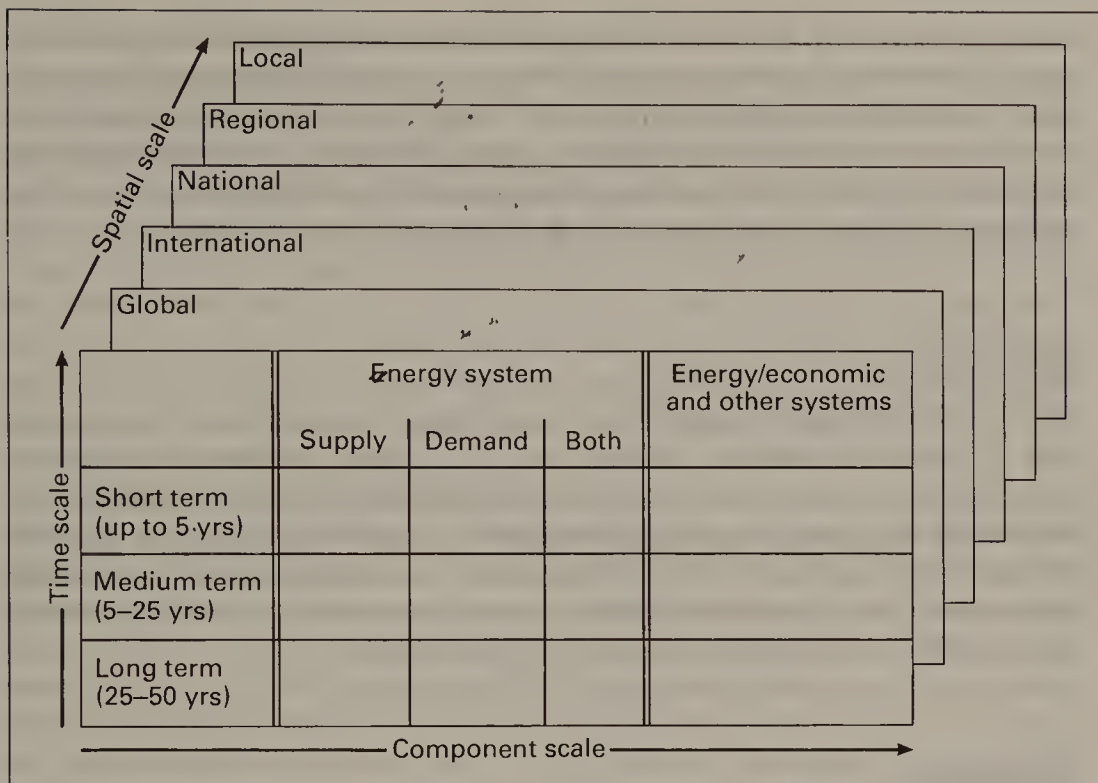 Local
Regional
National
International
Global
Spatial scale
Time scale
Energy system
Energy/economic
and other systems
Supply
Demand
Both
Short term
(up to 5 yrs)
Medium term
(5–25 yrs)
Long term
(25–50 yrs)
Component scale